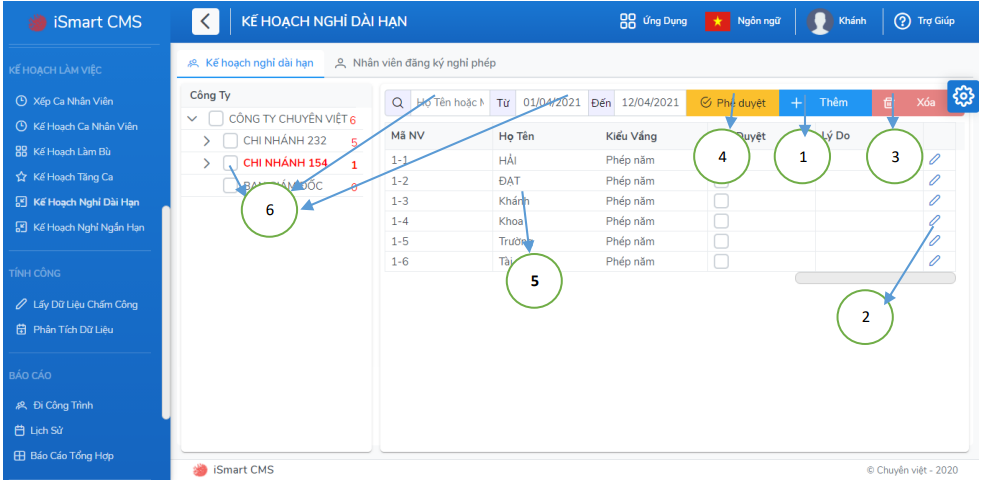 iSmart CMS
KẾ HOẠCH NGHỈ DÀI HẠN
Ứng Dụng
Ngôn ngữ
Khánh
Trợ Giúp
KẾ HOẠCH LÀM VIỆC
Xếp Ca Nhân Viên
Kế Hoạch Ca Nhân Viên
Kế Hoạch Làm Bù
Kế Hoạch Tăng Ca
Kế Hoạch Nghỉ Dài Hạn
Kế Hoạch Nghỉ Ngắn Hạn
TÍNH CÔNG
Lấy Dữ Liệu Chấm Công
Phân Tích Dữ Liệu
BÁO CÁO
Đi Công Trình
Lịch Sử
Báo Cáo Tổng Hợp
Kế hoạch nghỉ dài hạn
Nhân viên đăng ký nghỉ phép
Công Ty
CÔNG TY CHUYÊN VIỆT 6
CHI NHÁNH 232 5
CHI NHÁNH 154 1
BAN GIÁM ĐỐC 0
6
Họ Tên hoặc M Từ 01/04/2021 Đến 12/04/2021 Phê duyệt Thêm Xóa
Mã NV Họ Tên Kiểu Vắng Duyệt Lý Do
4 1 3
1-1 HẢI Phép năm
1-2 ĐẠT Phép năm
1-3 Khánh Phép năm
1-4 Khoa Phép năm
1-5 Trường Phép năm
1-6 Tài Phép năm
5
2
iSmart CMS
© Chuyên việt - 2020